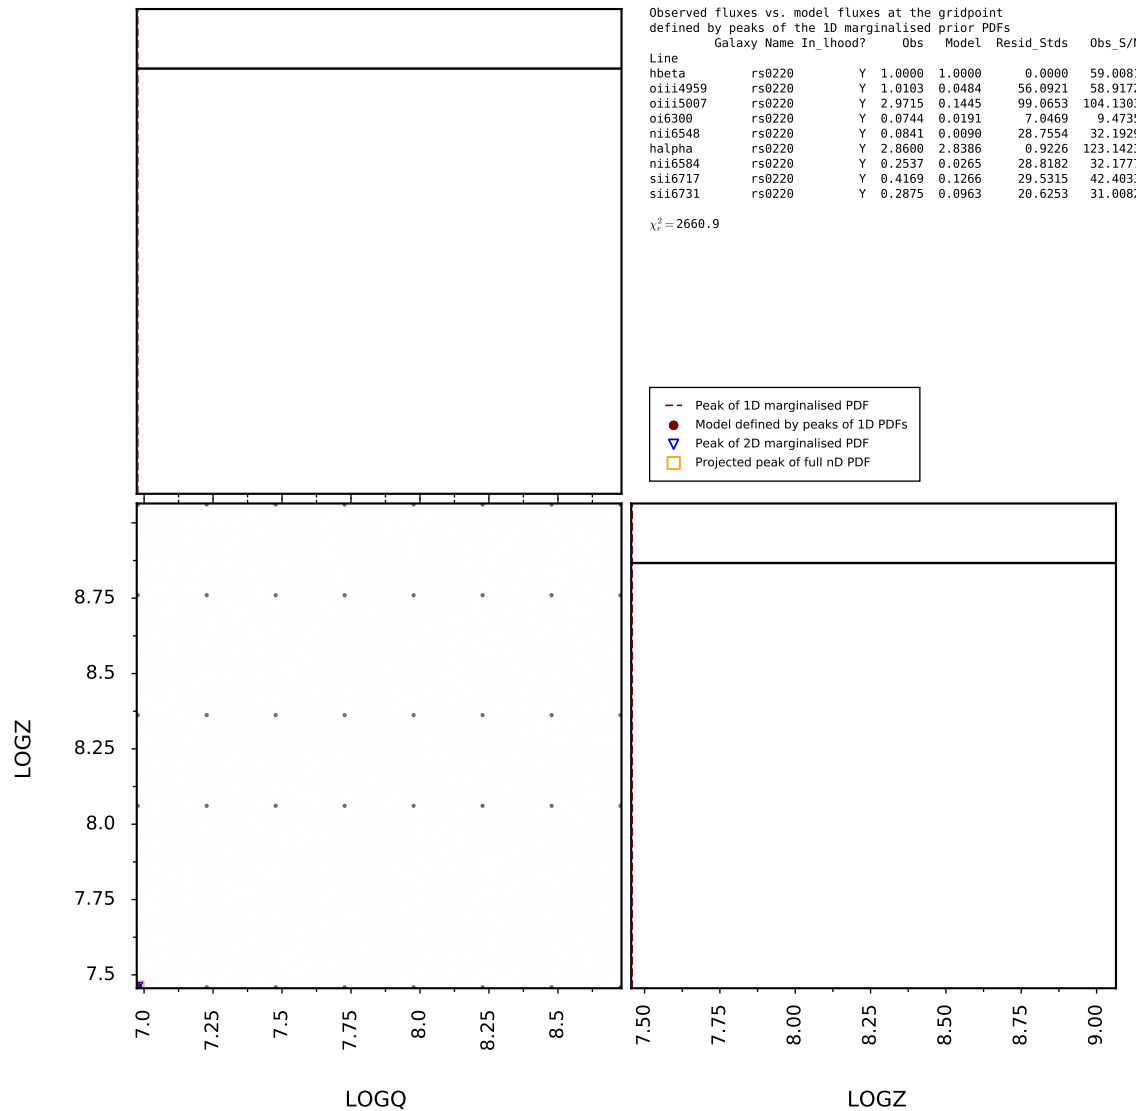 Observed fluxes vs. model fluxes at the gridpoint
defined by peaks of the 1D marginalised prior PDFs
Galaxy Name In_lhood? Obs Model Resid_Stds Obs_S/N
Line
hbeta rs0220 Y 1.0000 1.0000 0.0000 59.0081
oiii4959 rs0220 Y 1.0103 0.0484 56.0921 58.9172
oiii5007 rs0220 Y 2.9715 0.1445 99.0653 104.1303
oi6300 rs0220 Y 0.0744 0.0191 7.0469 9.4735
nii6548 rs0220 Y 0.0841 0.0090 28.7554 32.1929
halpha rs0220 Y 2.8600 2.8386 0.9226 123.1423
nii6584 rs0220 Y 0.2537 0.0265 28.8182 32.1777
sii6717 rs0220 Y 0.4169 0.1266 29.5315 42.4033
sii6731 rs0220 Y 0.2875 0.0963 20.6253 31.0082
χ²ᵣ=2660.9
Peak of 1D marginalised PDF
Model defined by peaks of 1D PDFs
Peak of 2D marginalised PDF
Projected peak of full nD PDF
8.75
8.5
8.25
8.0
7.75
7.5
LOGZ
7.0 7.25 7.5 7.75 8.0 8.25 8.5
LOGQ
7.50 7.75 8.00 8.25 8.50 8.75 9.00
LOGZ